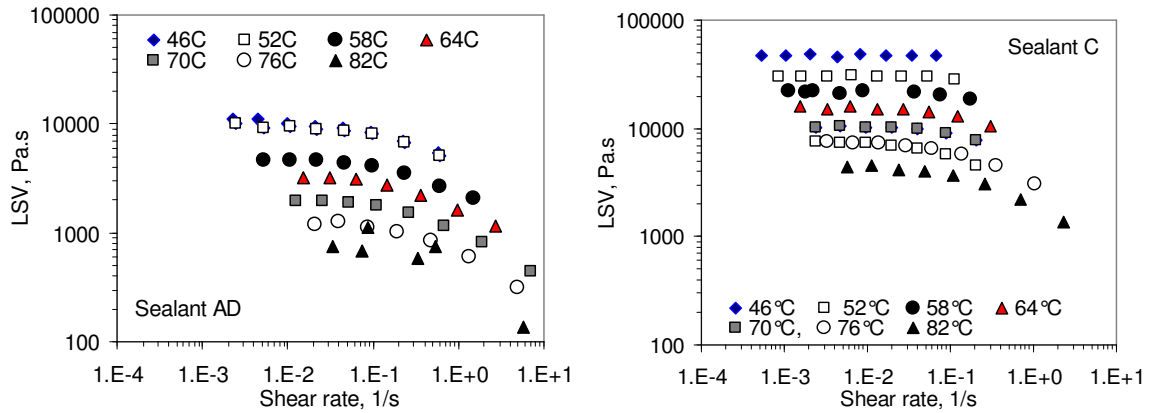 100000
46C 52C 58C 64C
70C 76C 82C
10000
LSV, Pa.s
1000
Sealant AD
100
1.E-4 1.E-3 1.E-2 1.E-1 1.E+0 1.E+1
Shear rate, 1/s
100000
Sealant C
10000
LSV, Pa.s
1000
46°C 52°C 58°C 64°C
70°C, 76°C 82°C
100
1.E-4 1.E-3 1.E-2 1.E-1 1.E+0 1.E+1
Shear rate, 1/s